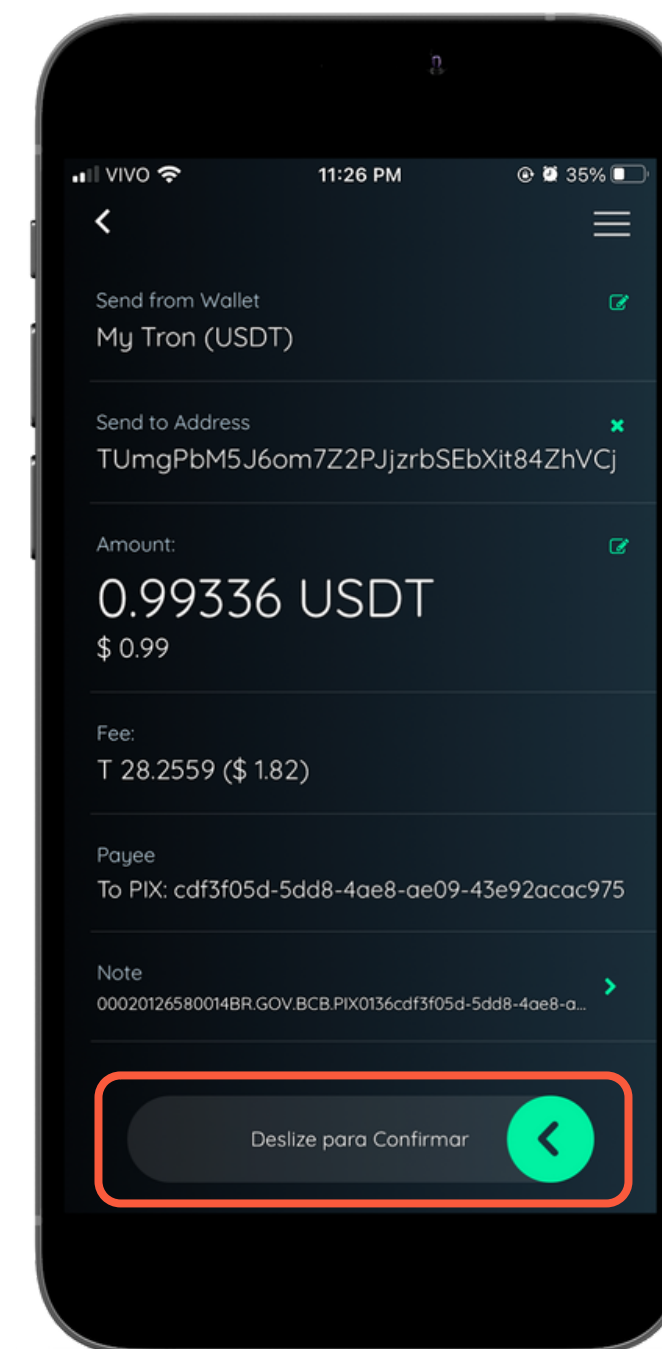 VIVO 11:26 PM 35%
Send from Wallet
My Tron (USDT)
Send to Address
TUmgPbM5J6om7Z2PJjzrbSEbXit84ZhVCj
Amount:
0.99336 USDT
$ 0.99
Fee:
T 28.2559 ($ 1.82)
Payee
To PIX: cdf3f05d-5dd8-4ae8-ae09-43e92acac975
Note
00020126580014BR.GOV.BCB.PIX0136cdf3f05d-5dd8-4ae8-a...
Deslize para Confirmar